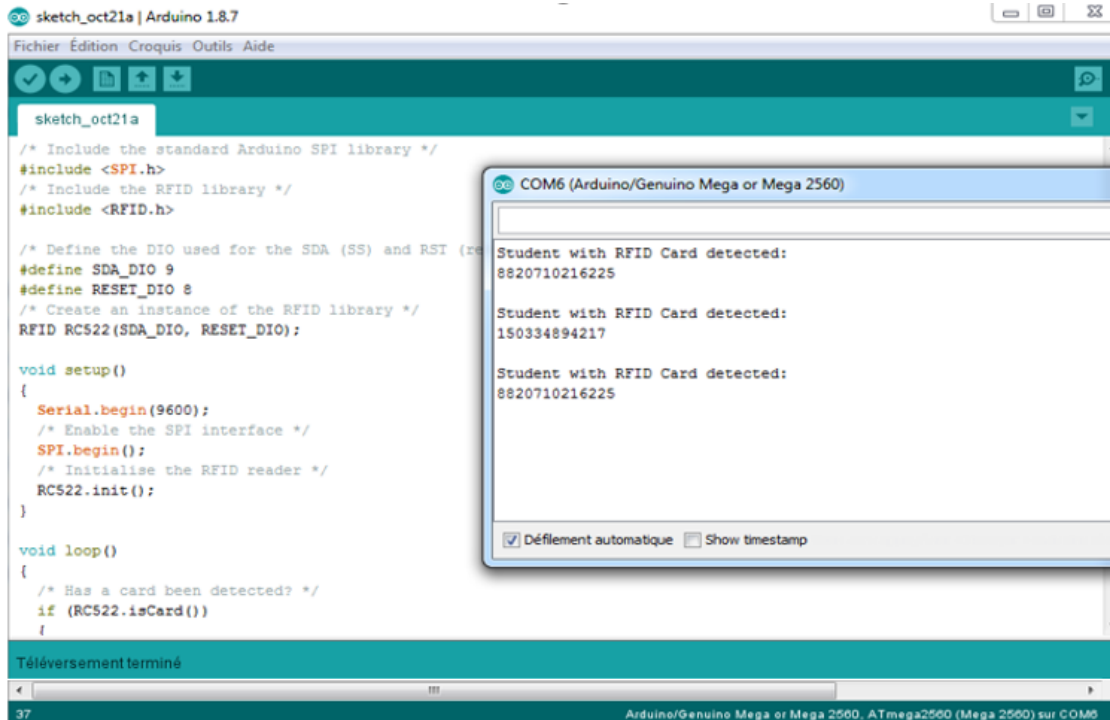 sketch_oct21a | Arduino 1.8.7
Fichier Édition Croquis Outils Aide
sketch_oct21a
/* Include the standard Arduino SPI library */
#include <SPI.h>
/* Include the RFID library */
#include <RFID.h>
/* Define the DIO used for the SDA (SS) and RST (re
#define SDA_DIO 9
#define RESET_DIO 8
/* Create an instance of the RFID library */
RFID RC522(SDA_DIO, RESET_DIO);
void setup()
{
Serial.begin(9600);
/* Enable the SPI interface */
SPI.begin();
/* Initialise the RFID reader */
RC522.init();
}
void loop()
{
/* Has a card been detected? */
if (RC522.isCard())
{
COM6 (Arduino/Genuino Mega or Mega 2560)
Student with RFID Card detected:
8820710216225
Student with RFID Card detected:
150334894217
Student with RFID Card detected:
8820710216225
Défilement automatique
Show timestamp
Téléversement terminé
37
Arduino/Genuino Mega or Mega 2560, ATmega2560 (Mega 2560) sur COM6